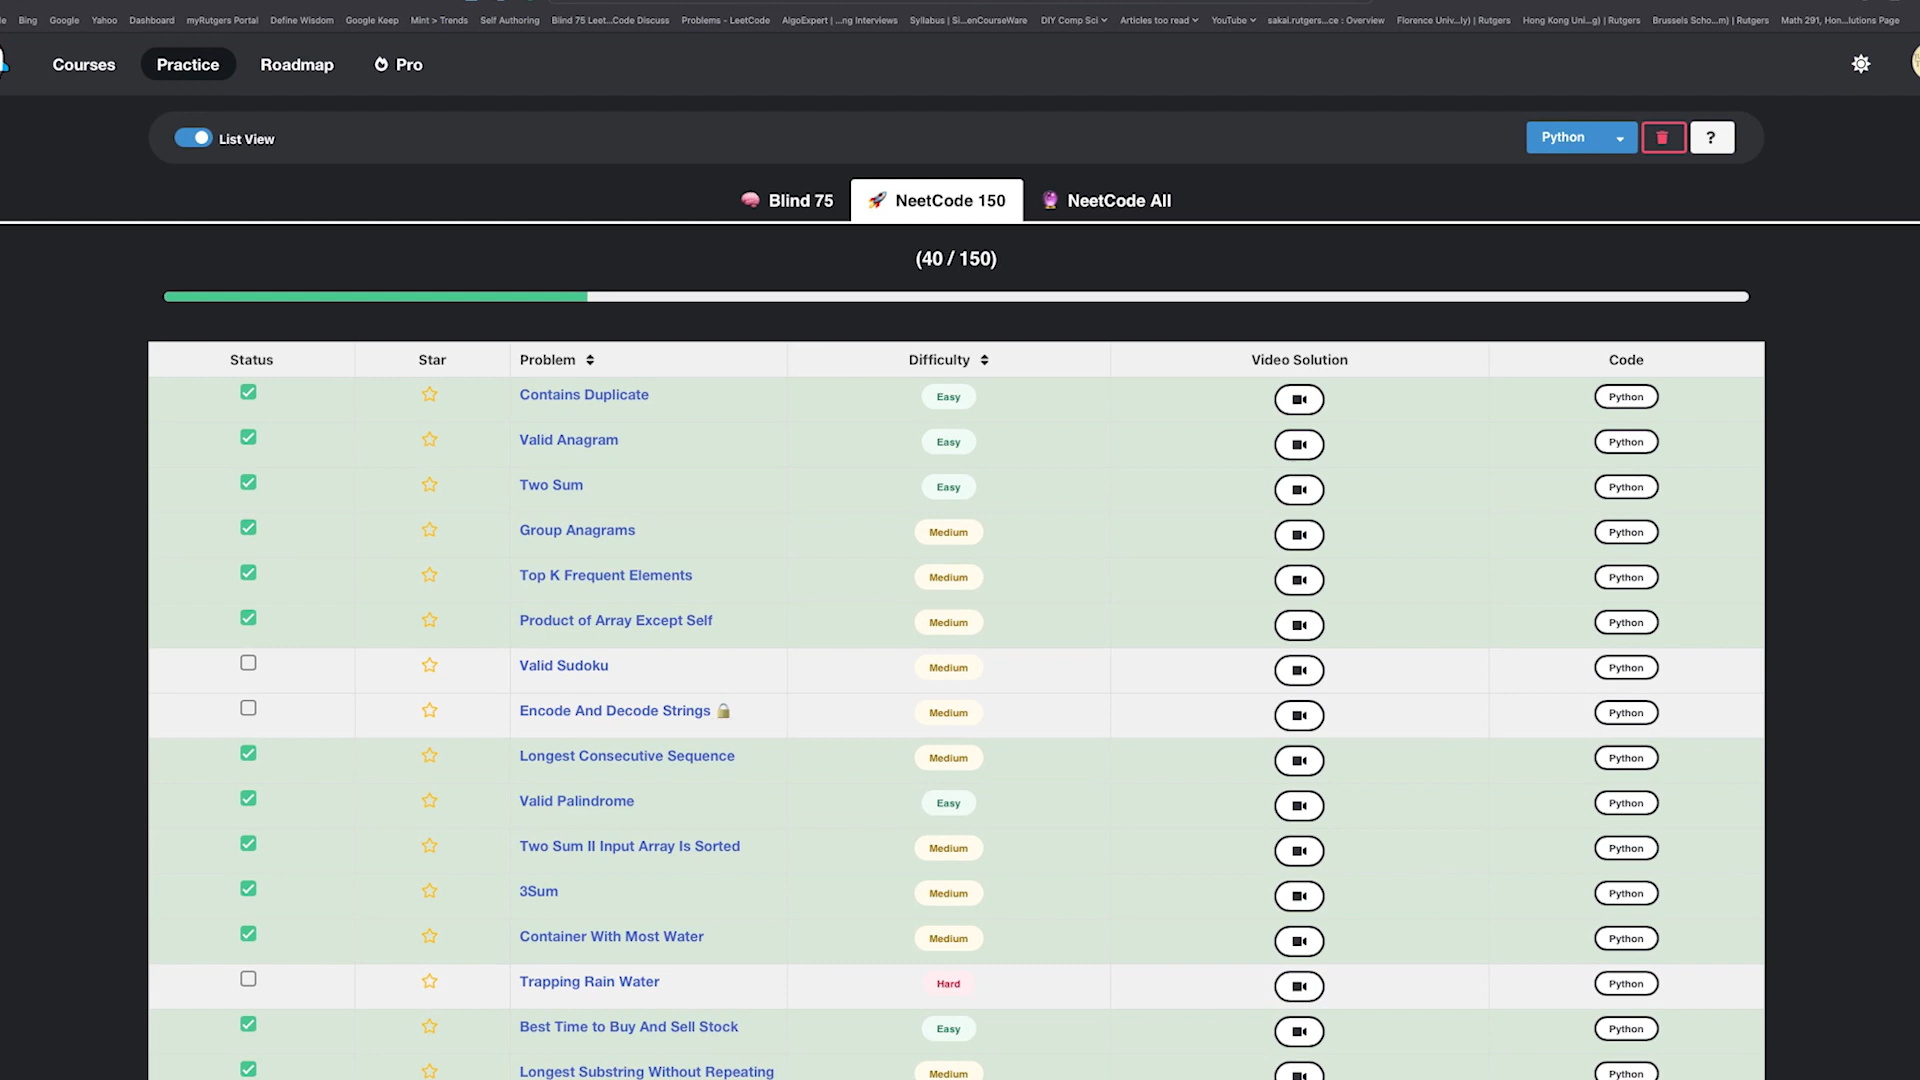 Bing Google Yahoo Dashboard myRutgers Portal Define Wisdom Google Keep Mint > Trends Self Authoring Blind 75 Leet...Code Discuss Problems - LeetCode AlgoExpert | ...ng Interviews Syllabus | Si...enCourseWare DIY Comp Sci Articles too read YouTube sakai.rutgers...ce : Overview Florence Univ...ly) | Rutgers Hong Kong Uni...g) | Rutgers Brussels Scho...m) | Rutgers Math 291, Hon...lutions Page
Courses Practice Roadmap Pro
List View Python ?
Blind 75 NeetCode 150 NeetCode All
(40 / 150)
Status Star Problem Difficulty Video Solution Code
Contains Duplicate Easy Python
Valid Anagram Easy Python
Two Sum Easy Python
Group Anagrams Medium Python
Top K Frequent Elements Medium Python
Product of Array Except Self Medium Python
Valid Sudoku Medium Python
Encode And Decode Strings Medium Python
Longest Consecutive Sequence Medium Python
Valid Palindrome Easy Python
Two Sum II Input Array Is Sorted Medium Python
3Sum Medium Python
Container With Most Water Medium Python
Trapping Rain Water Hard Python
Best Time to Buy And Sell Stock Easy Python
Longest Substring Without Repeating Medium Python